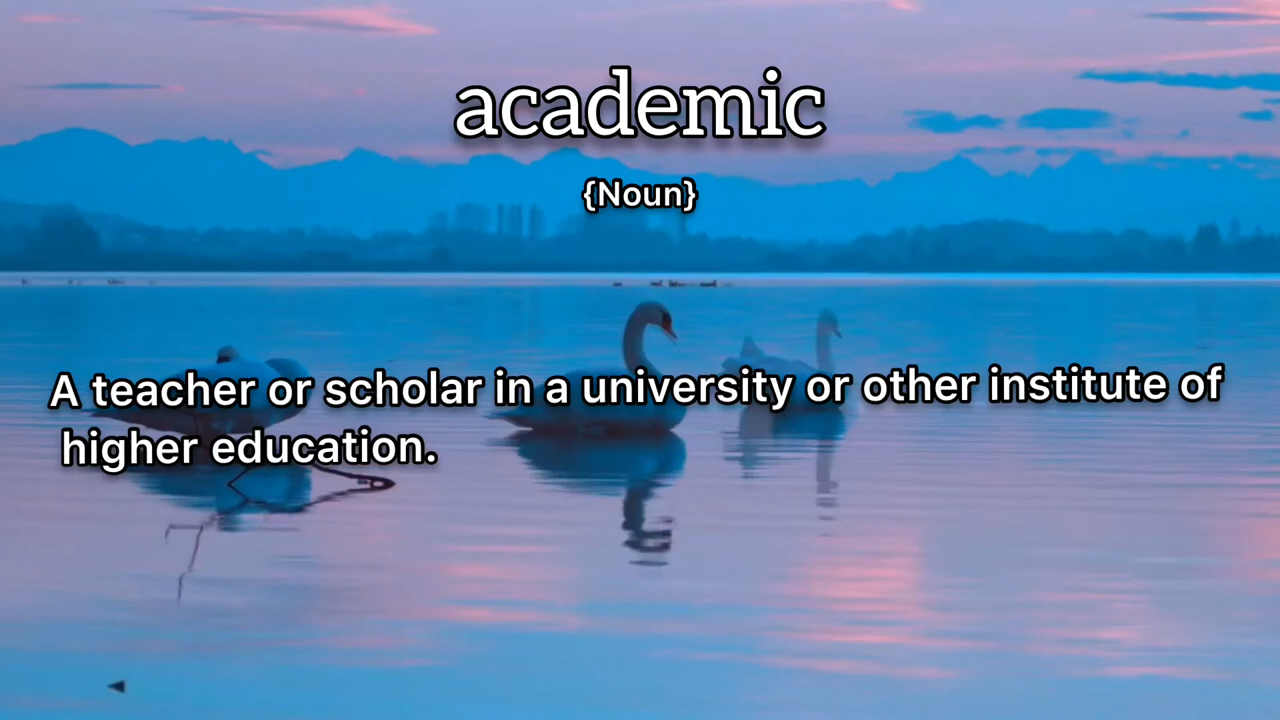 academic
{Noun}
A teacher or scholar in a university or other institute of
higher education.